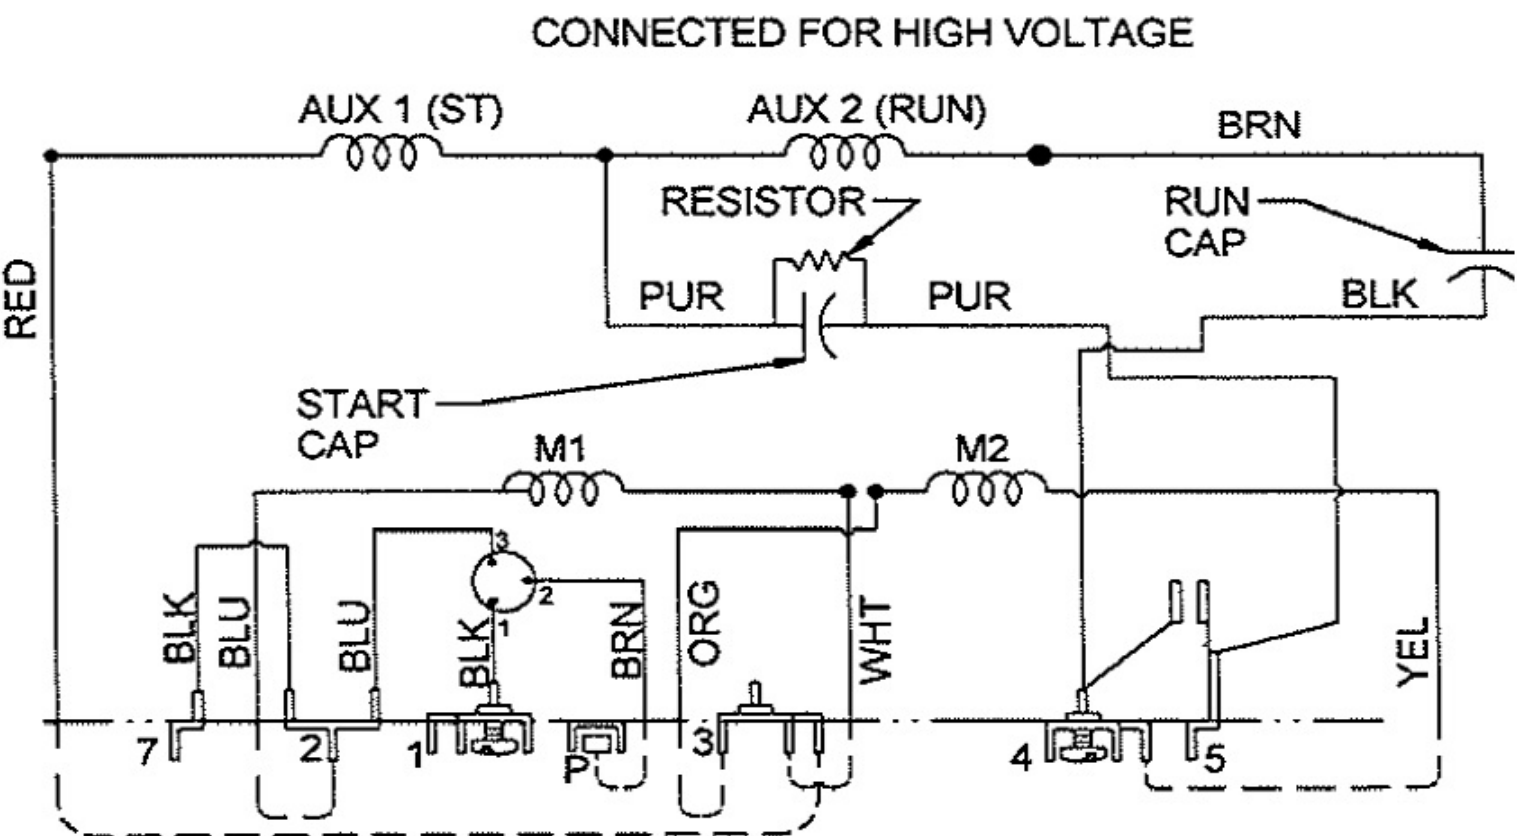 CONNECTED FOR HIGH VOLTAGE
AUX 1 (ST)
AUX 2 (RUN)
BRN
RESISTOR
RUN
CAP
RED
PUR
PUR
BLK
START
CAP
M1
M2
3
2
1
BLK
BLU
BLU
BLK
BRN
ORG
WHT
YEL
7
2
1
P
3
4
5